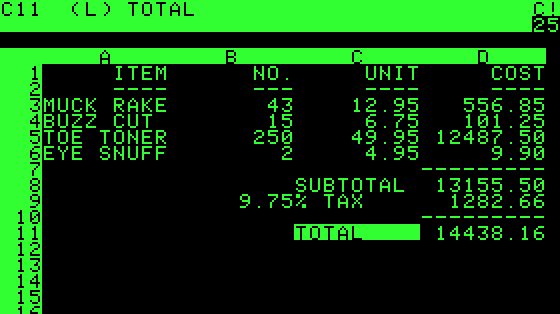 C11 (L) TOTAL C!
25
A B C D
1 ITEM NO. UNIT COST
2 ---- --- ---- ----
3 MUCK RAKE 43 12.95 556.85
4 BUZZ CUT 15 6.75 101.25
5 TOE TONER 250 49.95 12487.50
6 EYE SNUFF 2 4.95 9.90
7 ---------
8 SUBTOTAL 13155.50
9 9.75% TAX 1282.66
10 ---------
11 TOTAL 14438.16
12
13
14
15
16